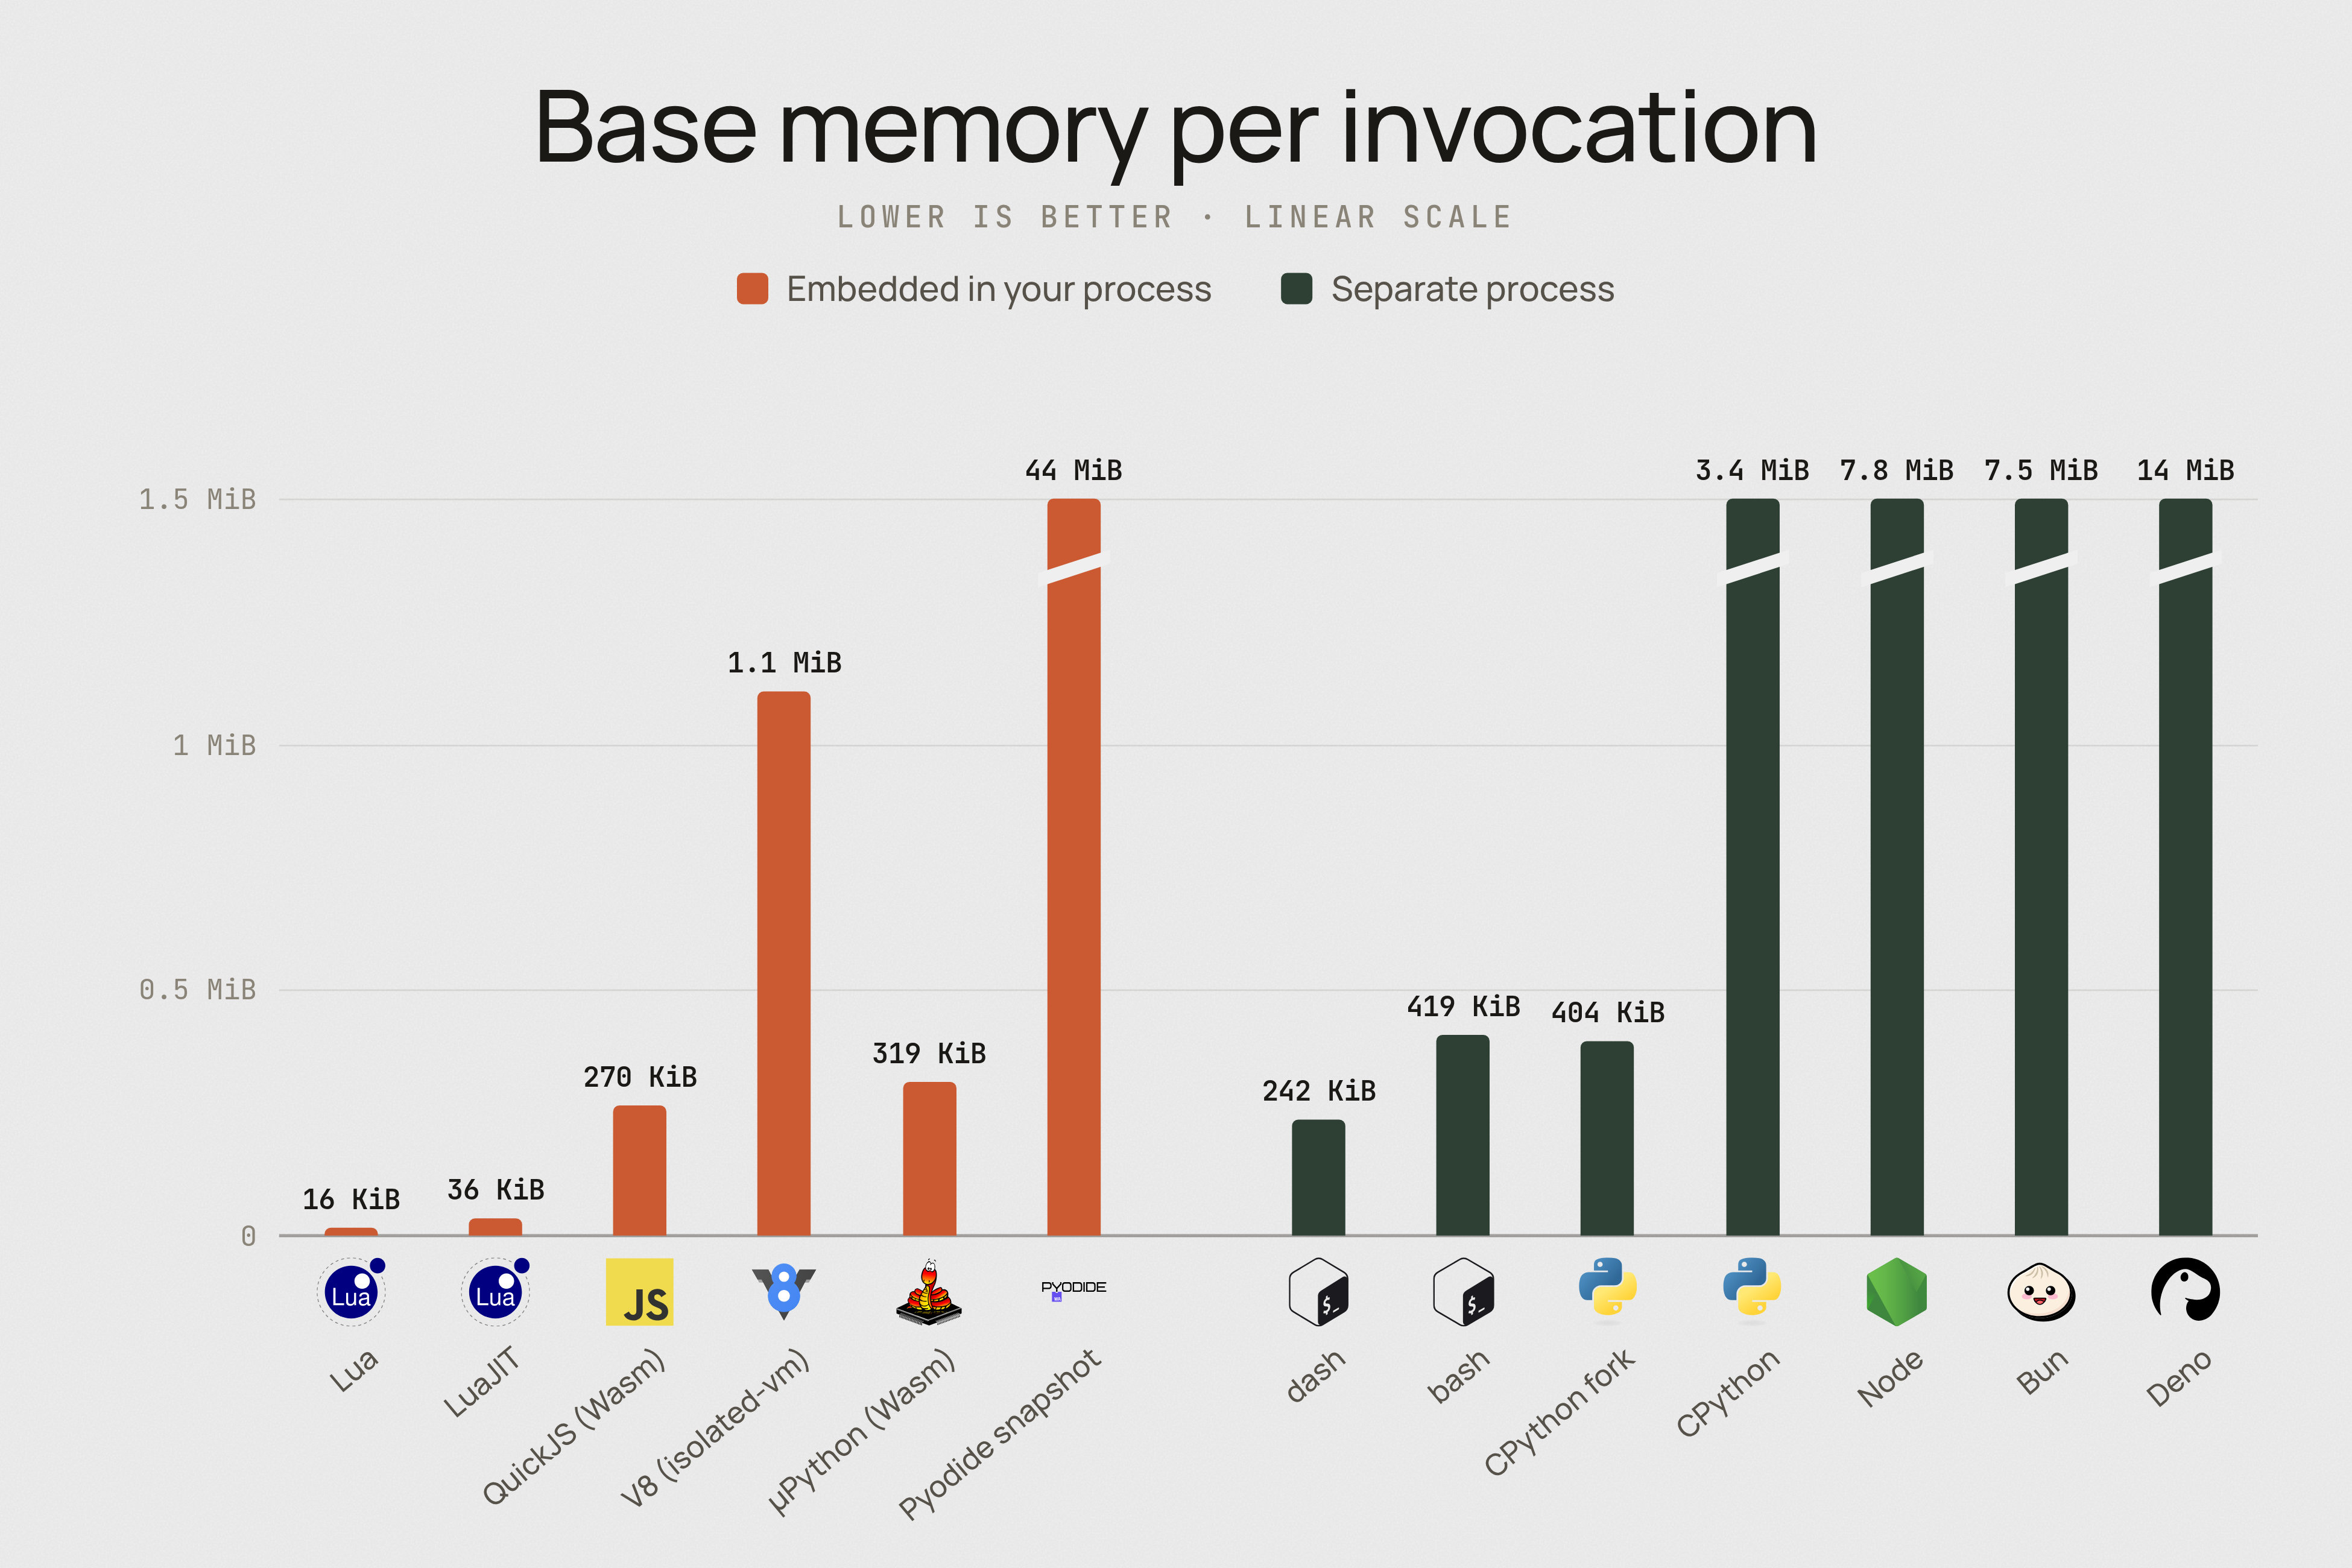 Base memory per invocation
LOWER IS BETTER · LINEAR SCALE
Embedded in your process
Separate process
44 MiB
3.4 MiB
7.8 MiB
7.5 MiB
14 MiB
1.5 MiB
1.1 MiB
1 MiB
0.5 MiB
419 KiB
404 KiB
319 KiB
270 KiB
242 KiB
36 KiB
16 KiB
0
Lua
Lua
JS
8
PYODIDE
$_
$_
Lua
LuaJIT
QuickJS (Wasm)
V8 (isolated-vm)
µPython (Wasm)
Pyodide snapshot
dash
bash
CPython fork
CPython
Node
Bun
Deno